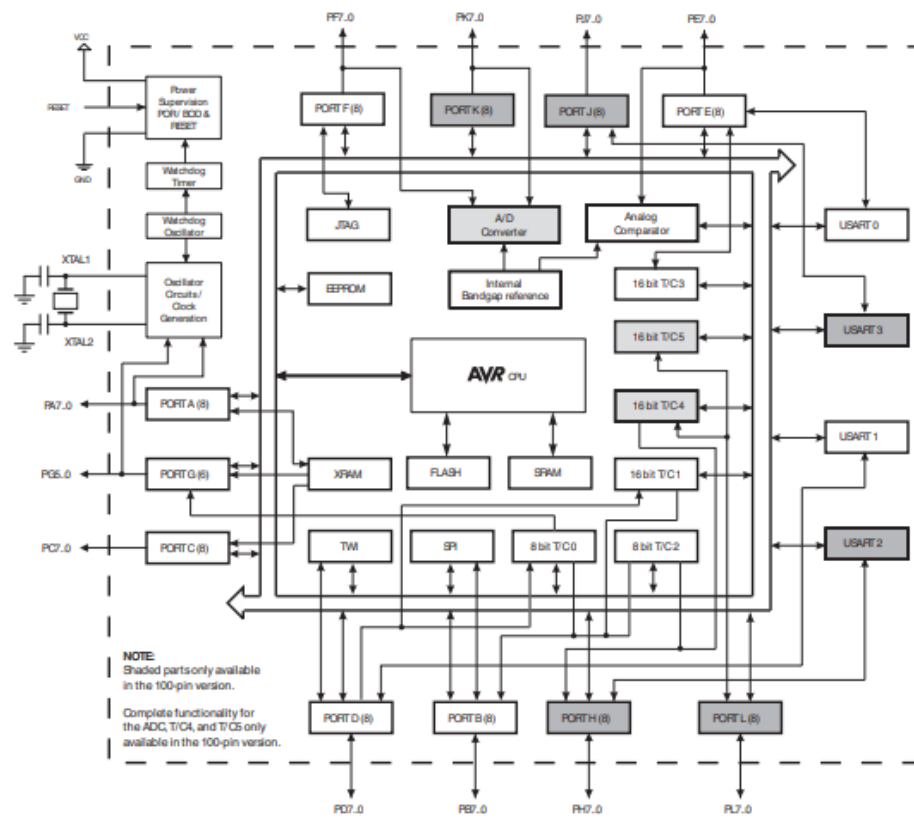 PF7..0
PK7..0
PJ7..0
PE7..0
VCC
RESET
GND
Power
Supervision
POR / BOD &
RESET
PORT F (8)
PORT K (8)
PORT J (8)
PORT E (8)
Watchdog
Timer
Watchdog
Oscillator
JTAG
A/D
Converter
Analog
Comparator
USART 0
XTAL1
Oscillator
Circuits /
Clock
Generation
XTAL2
EEPROM
Internal
Bandgap reference
16 bit T/C3
USART 3
16 bit T/C5
AVR CPU
16 bit T/C4
PA7..0
PORT A (8)
USART 1
PG5..0
PORT G (6)
XRAM
FLASH
SRAM
16 bit T/C1
PC7..0
PORT C (8)
TWI
SPI
8 bit T/C0
8 bit T/C2
USART 2
NOTE:
Shaded parts only available
in the 100-pin version.
Complete functionality for
the ADC, T/C4, and T/C5 only
available in the 100-pin version.
PORT D (8)
PORT B (8)
PORT H (8)
PORT L (8)
PD7..0
PB7..0
PH7..0
PL7..0